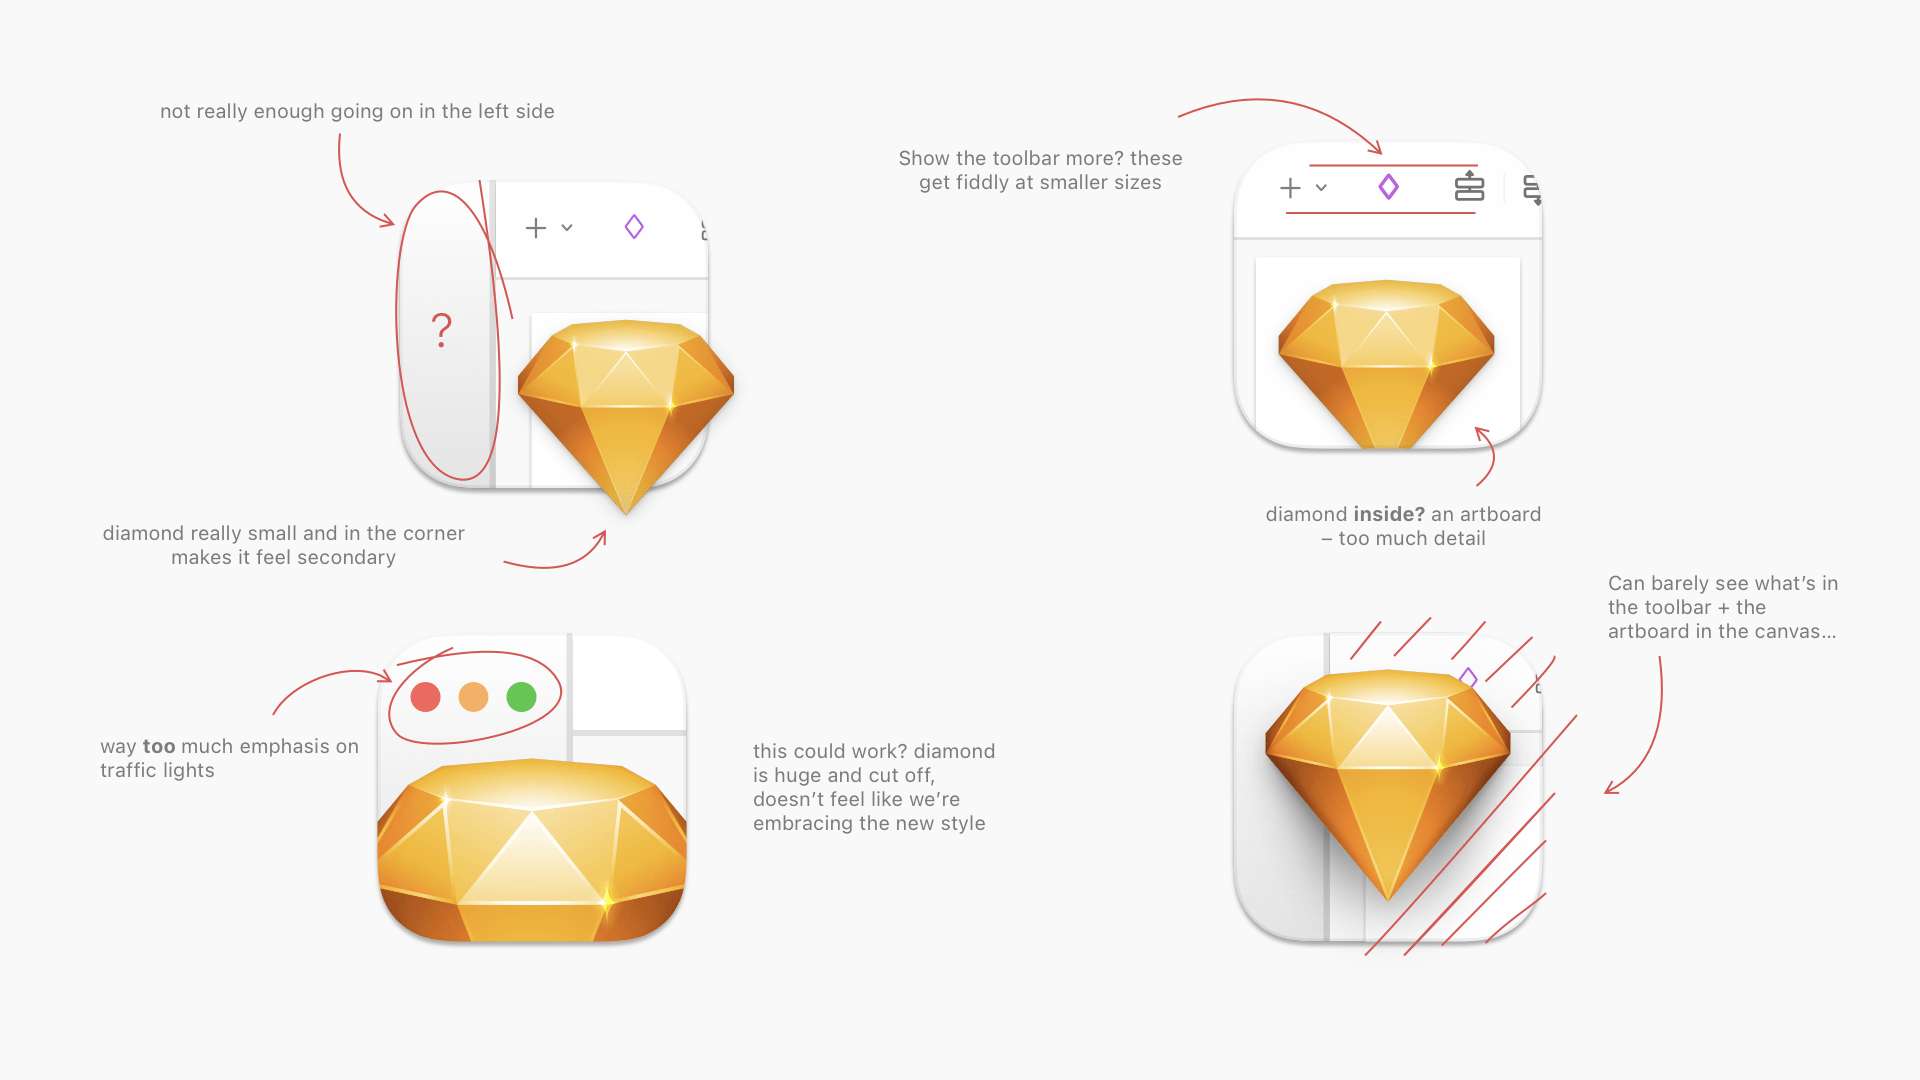 not really enough going on in the left side
Show the toolbar more? these
get fiddly at smaller sizes
?
diamond really small and in the corner
makes it feel secondary
diamond inside? an artboard
– too much detail
Can barely see what’s in
the toolbar + the
artboard in the canvas...
way too much emphasis on
traffic lights
this could work? diamond
is huge and cut off,
doesn’t feel like we’re
embracing the new style